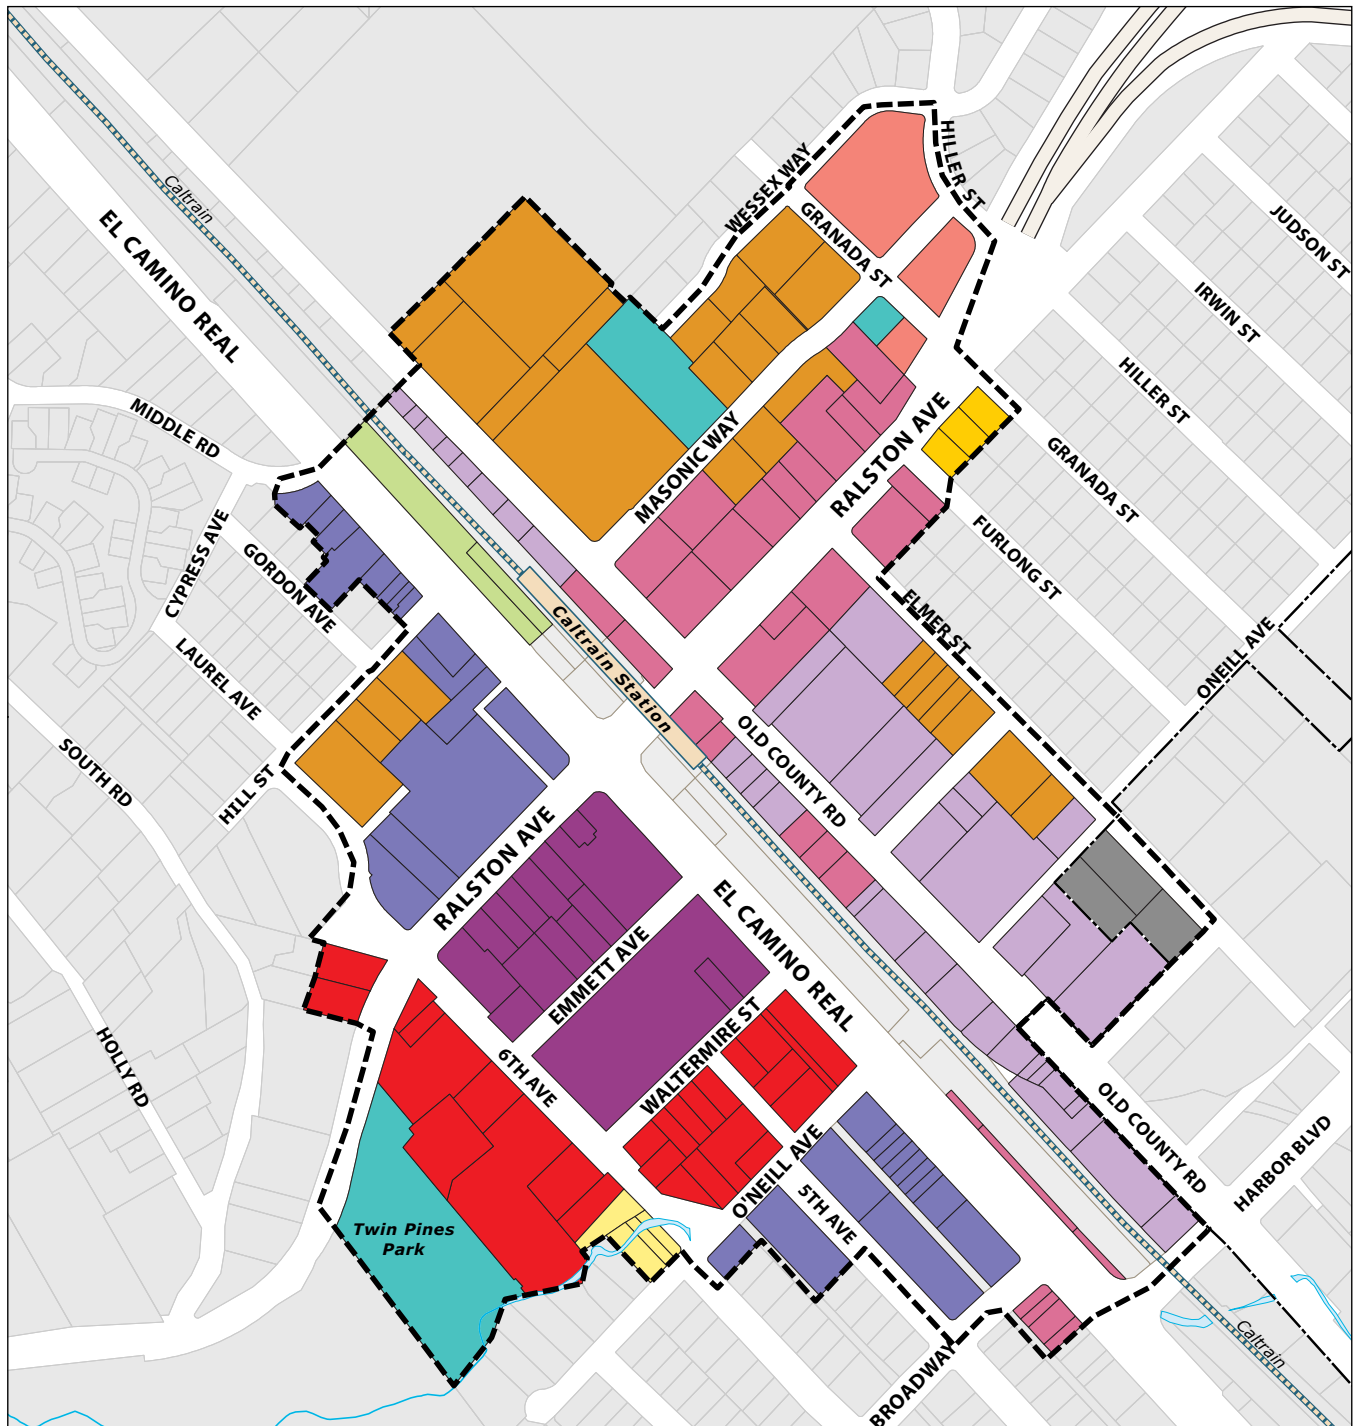 HILLER ST
WESSEX WAY
Caltrain
GRANADA ST
JUDSON ST
EL CAMINO REAL
IRWIN ST
HILLER ST
MIDDLE RD
MASONIC WAY
RALSTON AVE
GRANADA ST
CYPRESS AVE
GORDON AVE
FURLONG ST
ELMER ST
Caltrain Station
LAUREL AVE
ONEILL AVE
SOUTH RD
HILL ST
OLD COUNTY RD
RALSTON AVE
EL CAMINO REAL
EMMETT AVE
HOLLY RD
6TH AVE
WALTERMIRE ST
OLD COUNTY RD
HARBOR BLVD
O'NEILL AVE
5TH AVE
Twin Pines
Park
Caltrain
BROADWAY